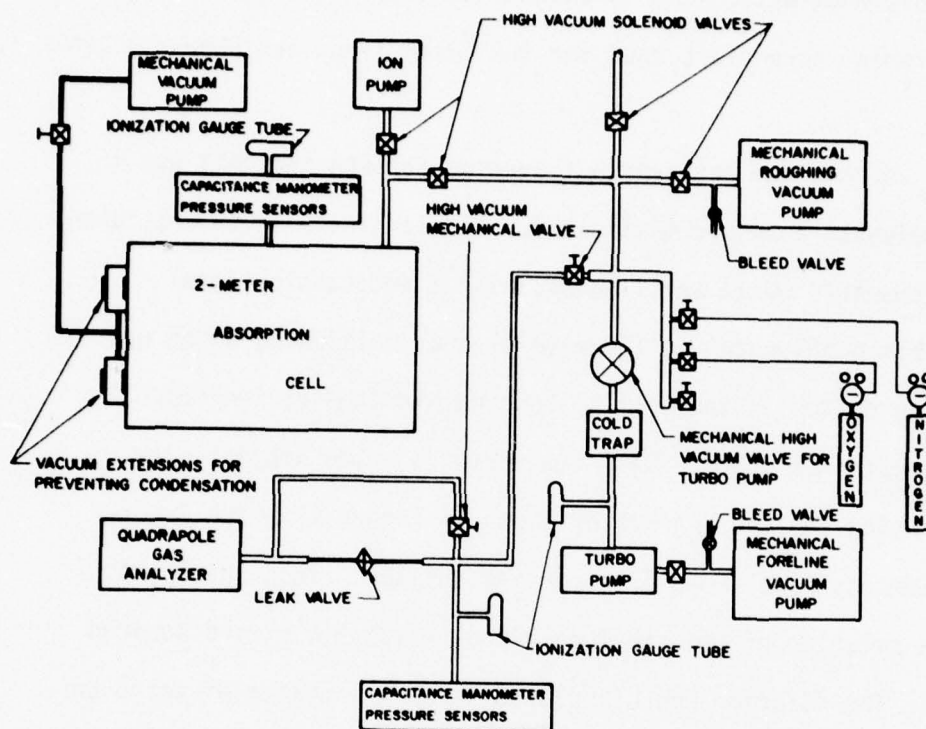 HIGH VACUUM SOLENOID VALVES
MECHANICAL
VACUUM
PUMP
ION
PUMP
IONIZATION GAUGE TUBE
CAPACITANCE MANOMETER
PRESSURE SENSORS
HIGH VACUUM
MECHANICAL VALVE
MECHANICAL
ROUGHING
VACUUM
PUMP
BLEED VALVE
2-METER
ABSORPTION
CELL
COLD
TRAP
MECHANICAL HIGH
VACUUM VALVE FOR
TURBO PUMP
OXYGEN
NITROGEN
VACUUM EXTENSIONS FOR
PREVENTING CONDENSATION
QUADRAPOLE
GAS
ANALYZER
LEAK VALVE
TURBO
PUMP
BLEED VALVE
MECHANICAL
FORELINE
VACUUM
PUMP
IONIZATION GAUGE TUBE
CAPACITANCE MANOMETER
PRESSURE SENSORS